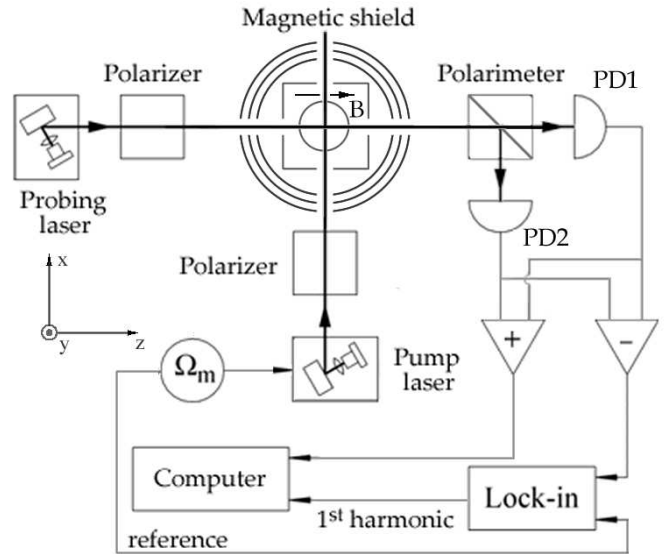 Magnetic shield
Polarizer
Polarimeter
PD1
B
Probing
laser
PD2
Polarizer
x
y
z
Ωm
Pump
laser
+
−
Computer
Lock-in
1st harmonic
reference